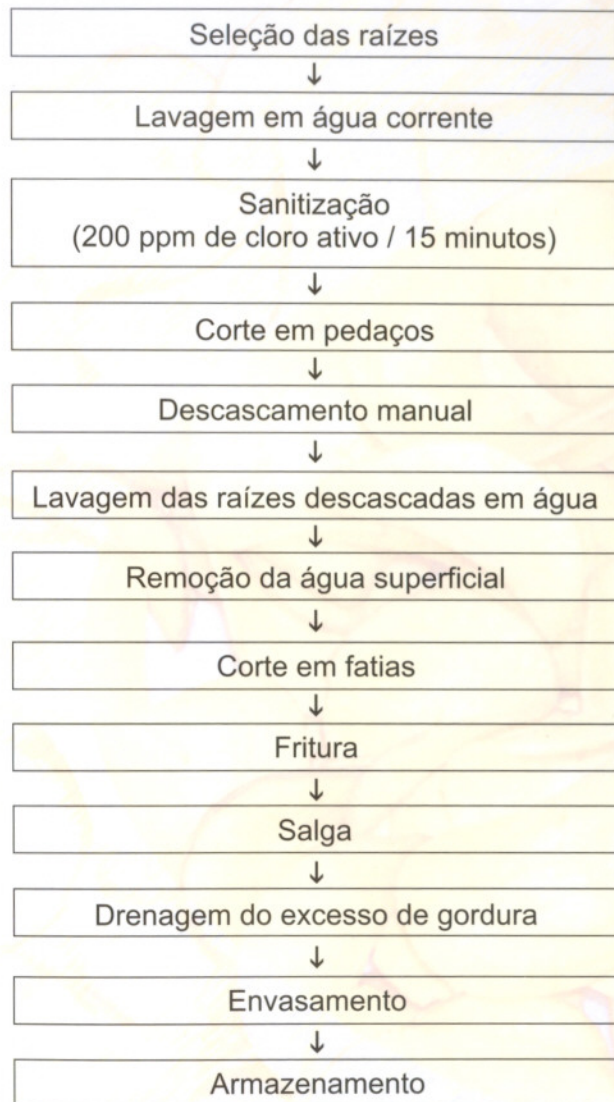 Seleção das raízes
↓
Lavagem em água corrente
↓
Sanitização
(200 ppm de cloro ativo / 15 minutos)
↓
Corte em pedaços
↓
Descascamento manual
↓
Lavagem das raízes descascadas em água
↓
Remoção da água superficial
↓
Corte em fatias
↓
Fritura
↓
Salga
↓
Drenagem do excesso de gordura
↓
Envasamento
↓
Armazenamento